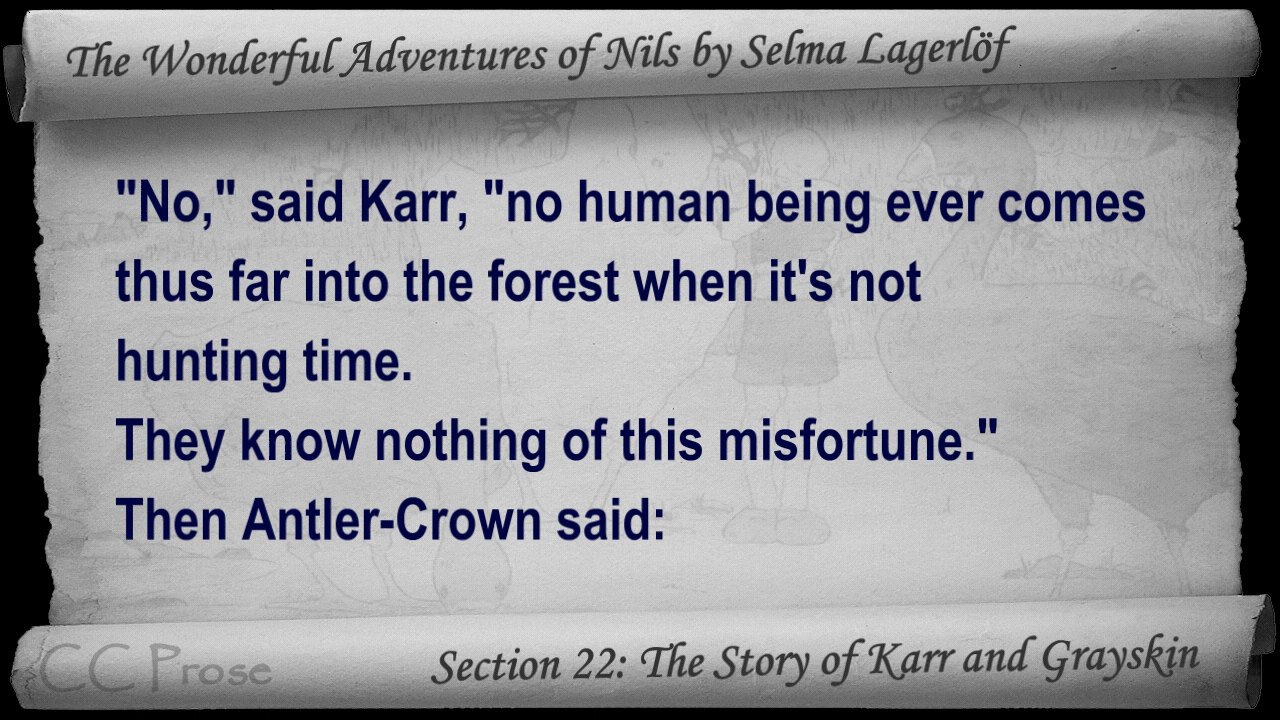 The Wonderful Adventures of Nils by Selma Lagerlöf
"No," said Karr, "no human being ever comes
thus far into the forest when it's not
hunting time.
They know nothing of this misfortune."
Then Antler-Crown said:
CC Prose
Section 22: The Story of Karr and Grayskin